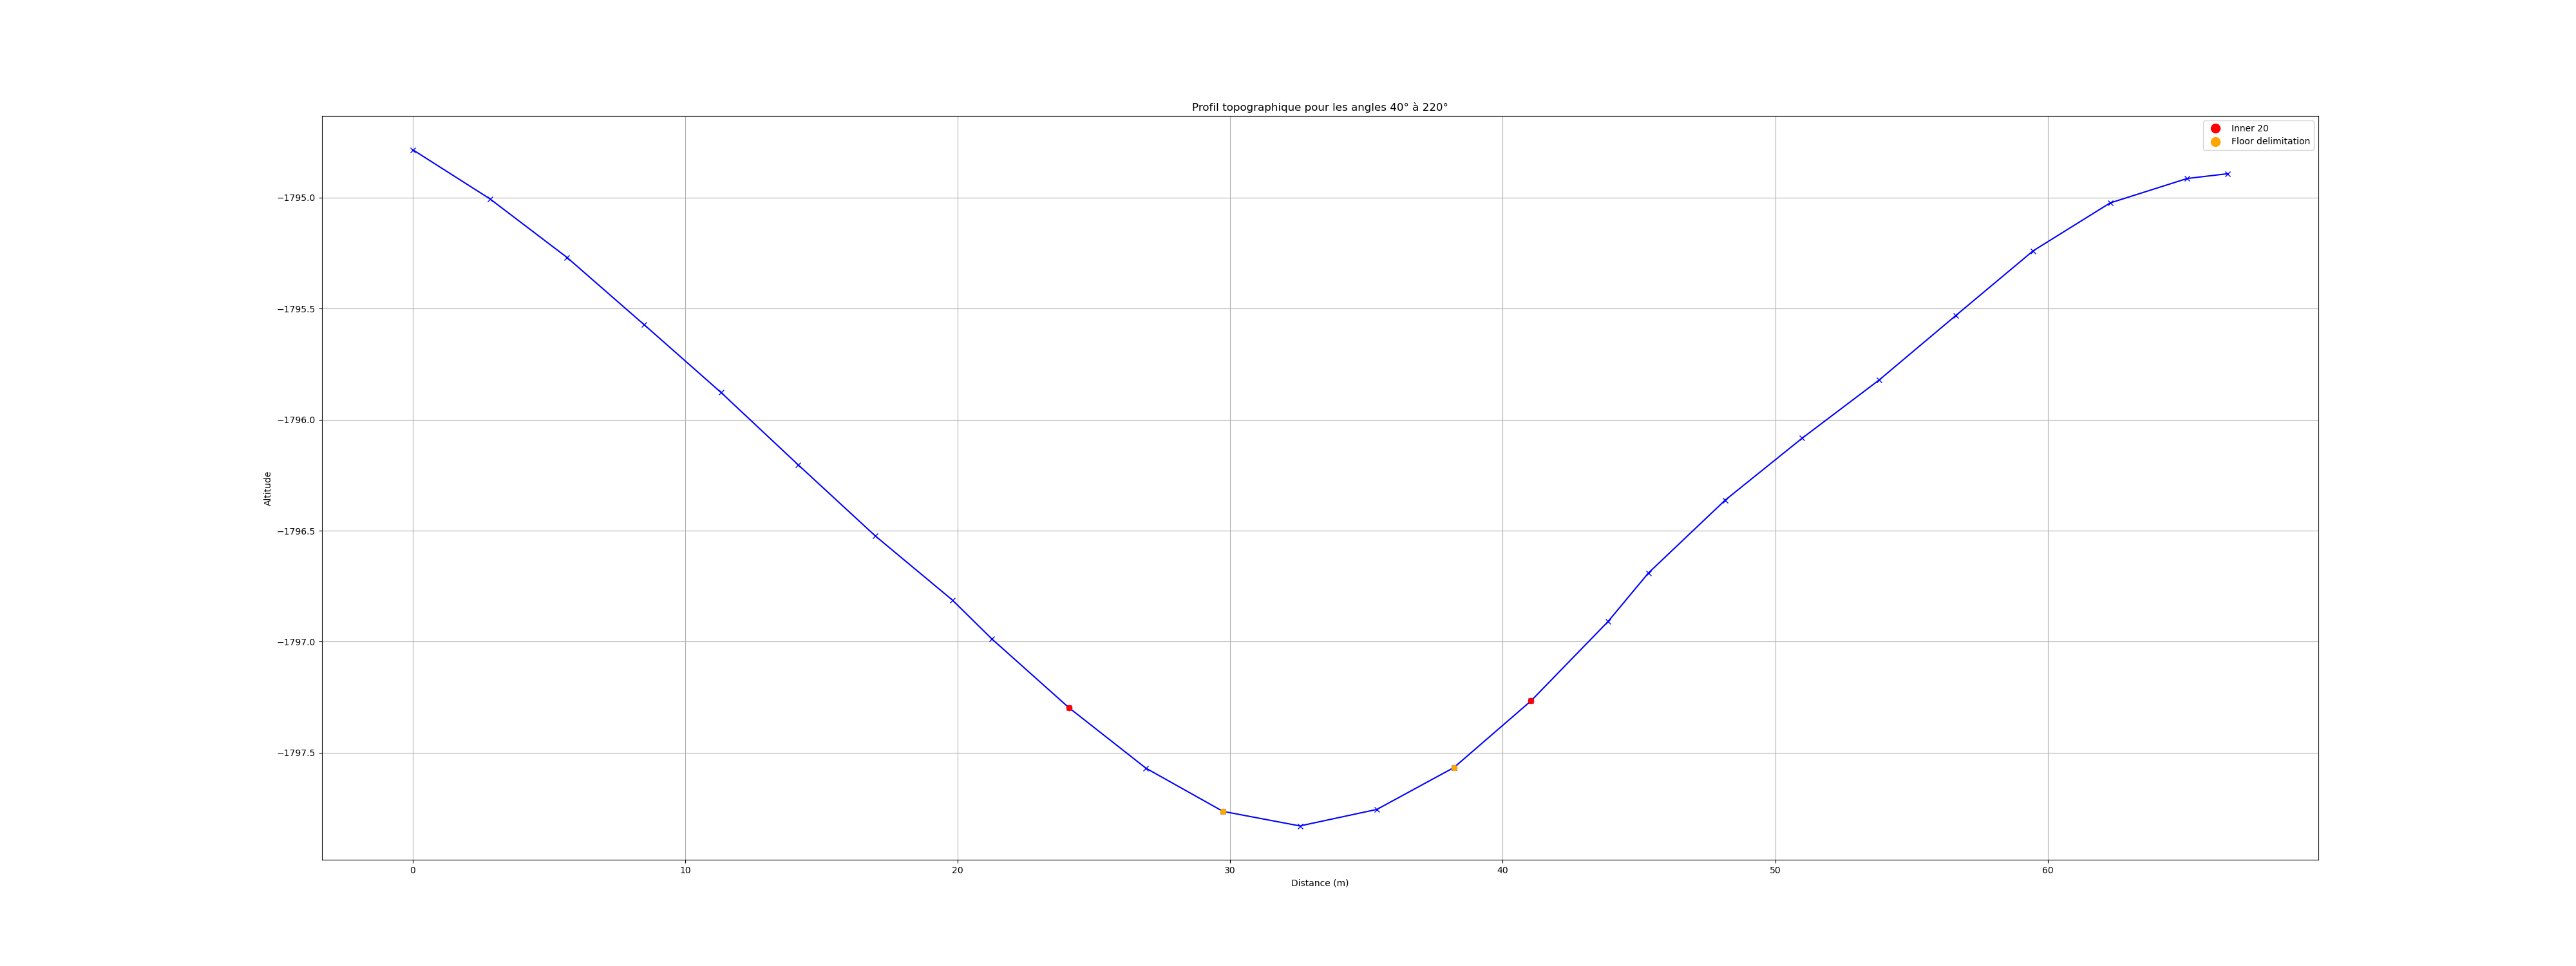 Profil topographique pour les angles 40° à 220°
Inner 20
Floor delimitation
−1795.0
−1795.5
−1796.0
−1796.5
−1797.0
−1797.5
Altitude
0 10 20 30 40 50 60
Distance (m)